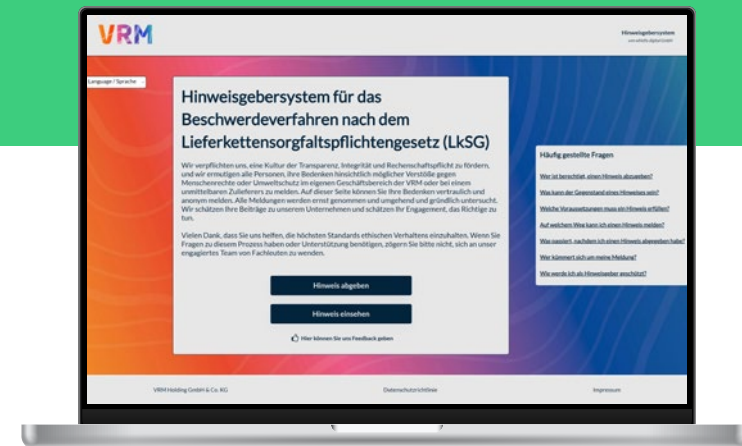 VRM
Hinweisgebersystem
Language / Sprache
Hinweisgebersystem für das
Beschwerdeverfahren nach dem
Lieferkettensorgfaltspflichtengesetz (LkSG)
Wir verpflichten uns, eine Kultur der Transparenz, Integrität und Rechenschaftspflicht zu fördern,
und wir ermutigen alle Personen, ihre Bedenken hinsichtlich möglicher Verstöße gegen
Menschenrechte oder Umweltschutz im eigenen Geschäftsbereich der VRM oder bei einem
unmittelbaren Zulieferers zu melden. Auf dieser Seite können Sie Ihre Bedenken vertraulich und
anonym melden. Alle Meldungen werden ernst genommen und umgehend und gründlich untersucht.
Wir schätzen Ihre Beiträge zu unserem Unternehmen und schätzen Ihr Engagement, das Richtige zu
tun.
Vielen Dank, dass Sie uns helfen, die höchsten Standards ethischen Verhaltens einzuhalten. Wenn Sie
Fragen zu diesem Prozess haben oder Unterstützung benötigen, zögern Sie bitte nicht, sich an unser
engagiertes Team von Fachleuten zu wenden.
Hinweis abgeben
Hinweis einsehen
Hier können Sie uns Feedback geben
Häufig gestellte Fragen
Wer ist berechtigt, einen Hinweis abzugeben?
Was kann der Gegenstand eines Hinweises sein?
Welche Voraussetzungen muss ein Hinweis erfüllen?
Auf welchem Weg kann ich einen Hinweis melden?
Was passiert, nachdem ich einen Hinweis abgegeben habe?
Wer kümmert sich um meine Meldung?
Wie werde ich als Hinweisgeber geschützt?
VRM Holding GmbH & Co. KG
Datenschutzrichtlinie
Impressum